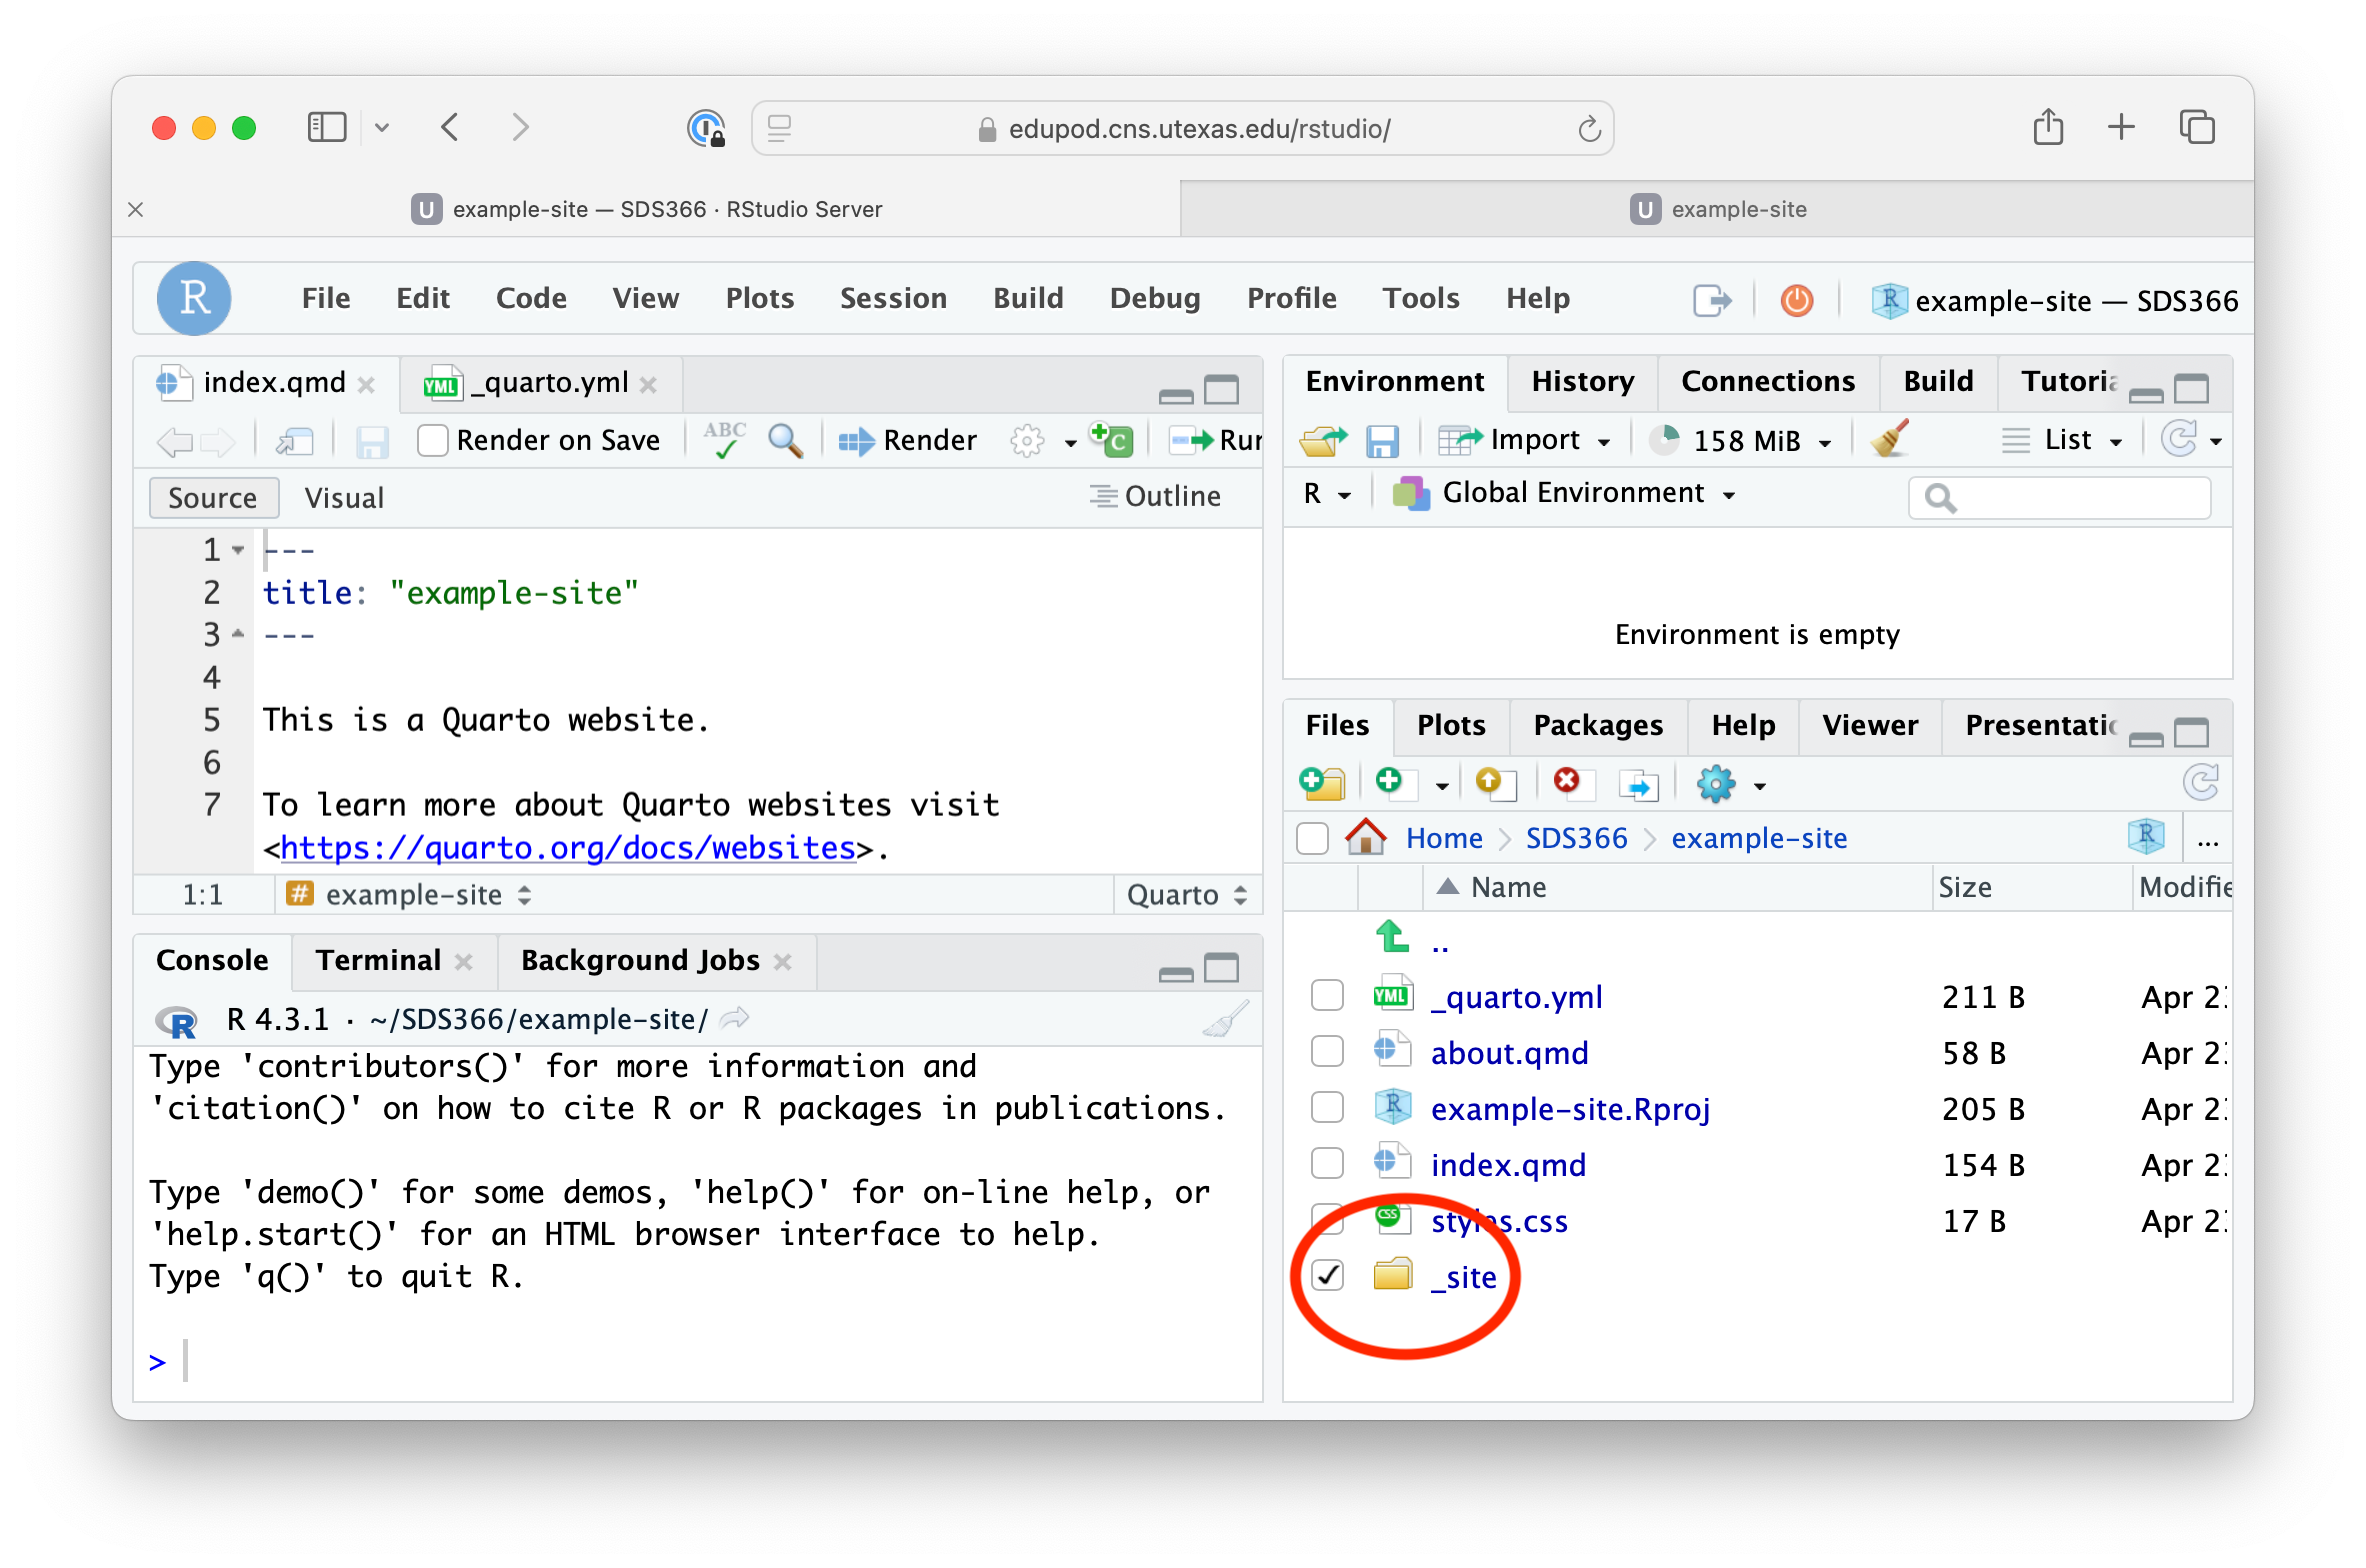 edupod.cns.utexas.edu/rstudio/
U example-site — SDS366 · RStudio Server
U example-site
R File Edit Code View Plots Session Build Debug Profile Tools Help
R example-site — SDS366
index.qmd
YML _quarto.yml
Render on Save ABC Render C Rur
Source Visual Outline
1 ---
2 title: "example-site"
3 ---
4
5 This is a Quarto website.
6
7 To learn more about Quarto websites visit
<https://quarto.org/docs/websites>.
1:1 # example-site Quarto
Console Terminal Background Jobs
R R 4.3.1 · ~/SDS366/example-site/
Type 'contributors()' for more information and
'citation()' on how to cite R or R packages in publications.
Type 'demo()' for some demos, 'help()' for on-line help, or
'help.start()' for an HTML browser interface to help.
Type 'q()' to quit R.
>
Environment History Connections Build Tutoria
Import 158 MiB List
R Global Environment
Environment is empty
Files Plots Packages Help Viewer Presentatic
Home SDS366 example-site R ...
Name Size Modifie
..
YML _quarto.yml 211 B Apr 2
about.qmd 58 B Apr 2
R example-site.Rproj 205 B Apr 2
index.qmd 154 B Apr 2
CSS styles.css 17 B Apr 2
_site